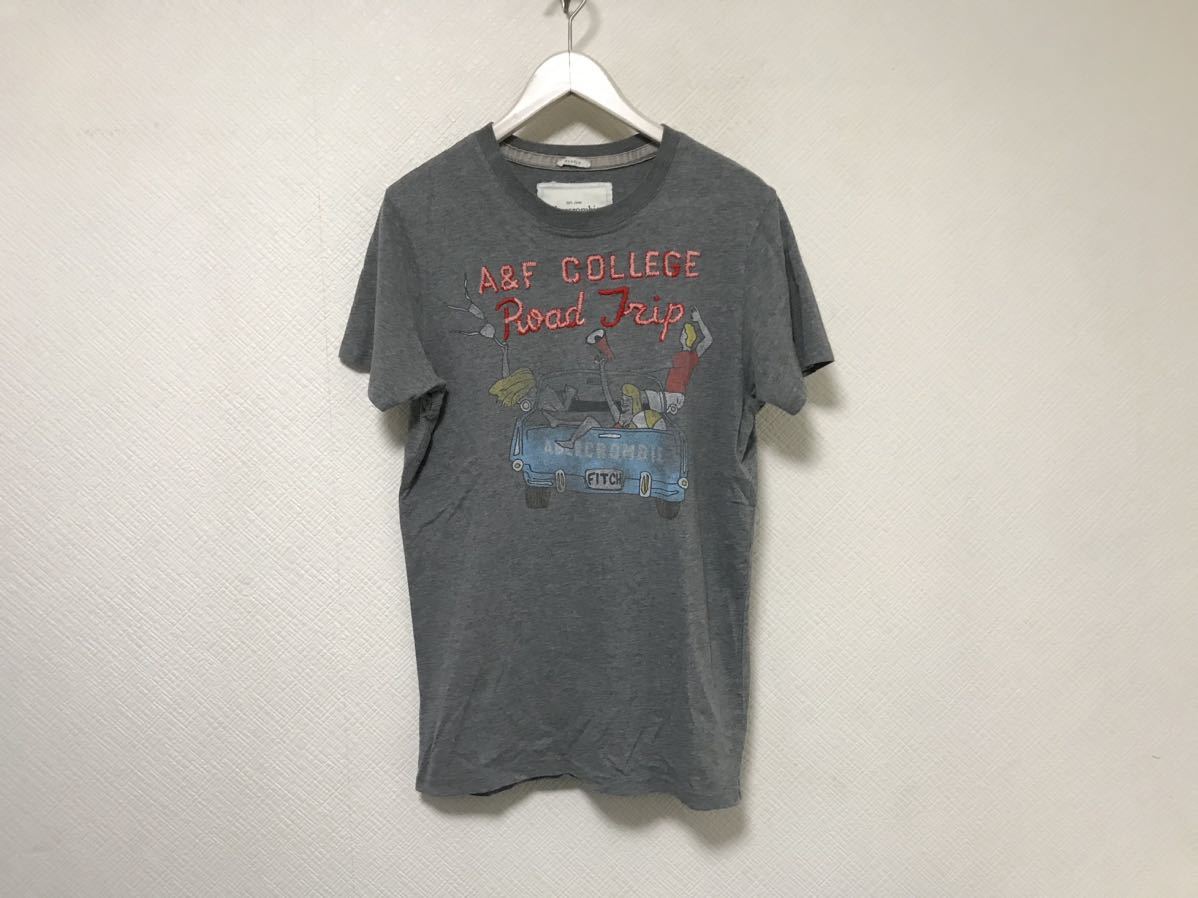 A&F COLLEGE
Road Trip
ABERCROMBIE
FITCH